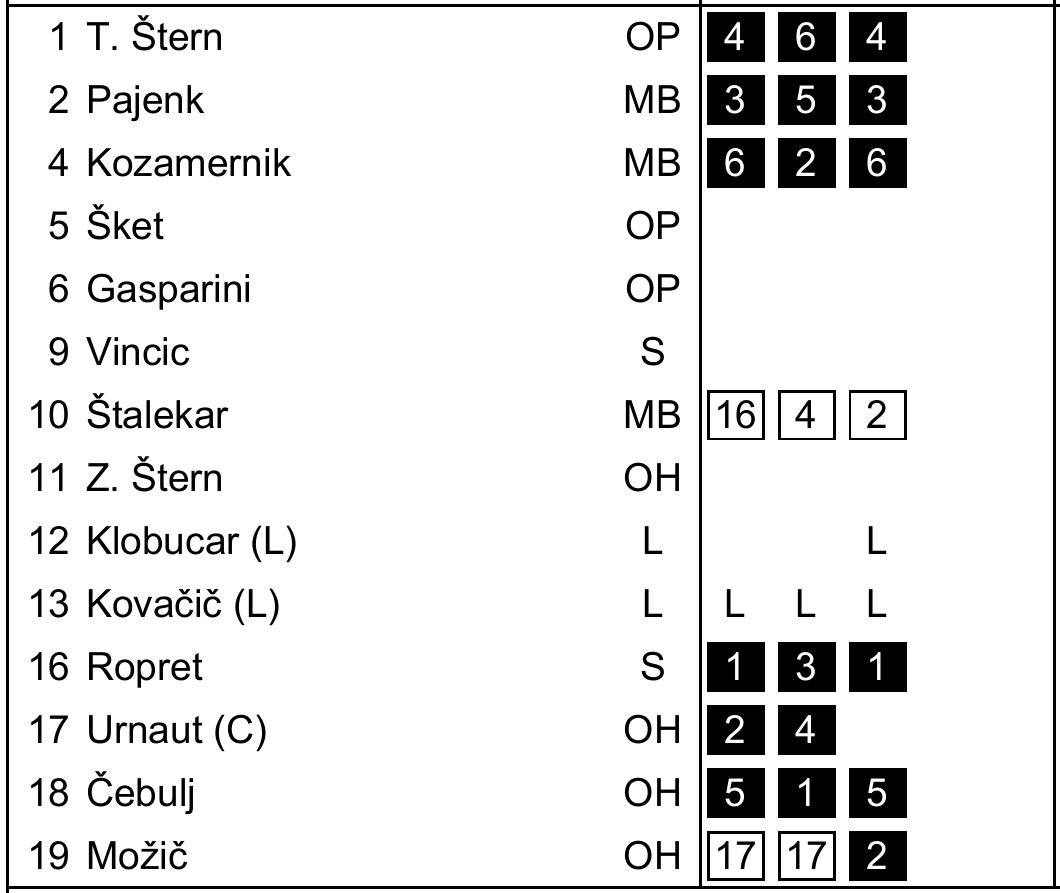 1 T. Štern OP 4 6 4
2 Pajenk MB 3 5 3
4 Kozamernik MB 6 2 6
5 Šket OP
6 Gasparini OP
9 Vincic S
10 Štalekar MB 16 4 2
11 Z. Štern OH
12 Klobucar (L) L L
13 Kovačič (L) L L L L
16 Ropret S 1 3 1
17 Urnaut (C) OH 2 4
18 Čebulj OH 5 1 5
19 Možič OH 17 17 2